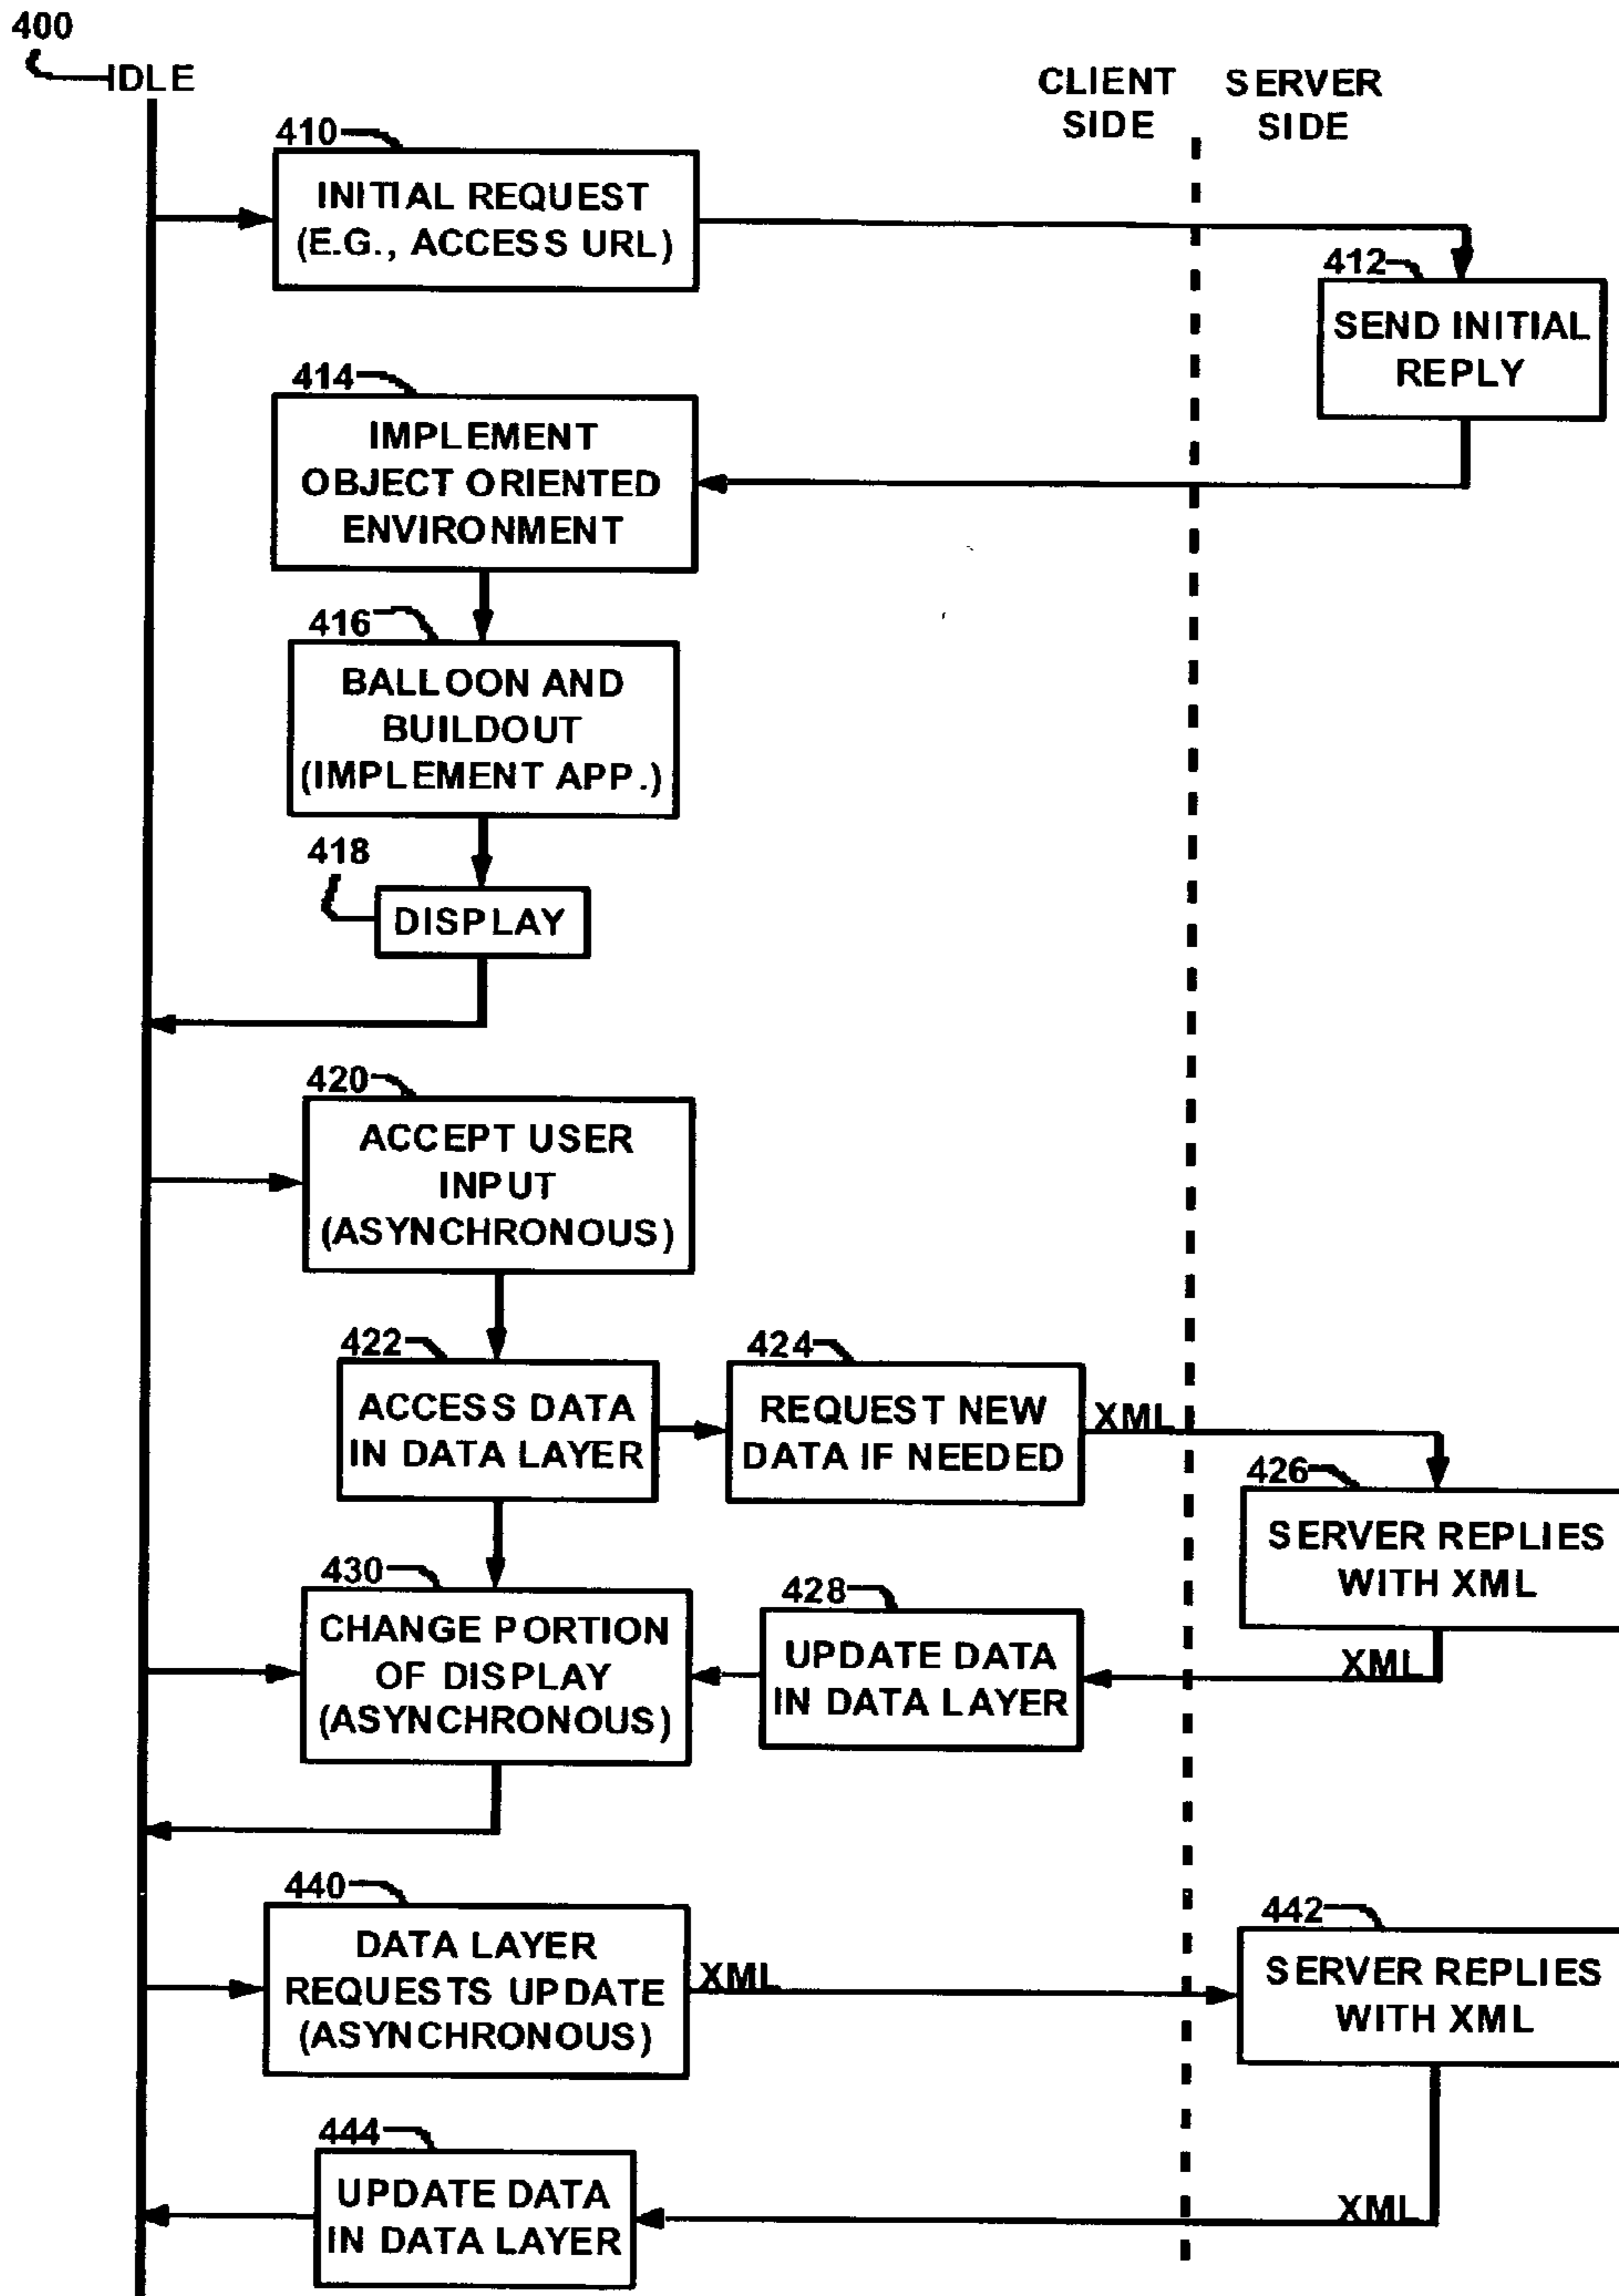 400
IDLE
CLIENT SIDE
SERVER SIDE
410
INITIAL REQUEST
(E.G., ACCESS URL)
412
SEND INITIAL
REPLY
414
IMPLEMENT
OBJECT ORIENTED
ENVIRONMENT
416
BALLOON AND
BUILDOUT
(IMPLEMENT APP.)
418
DISPLAY
420
ACCEPT USER
INPUT
(ASYNCHRONOUS)
422
ACCESS DATA
IN DATA LAYER
424
REQUEST NEW
DATA IF NEEDED
XML
426
SERVER REPLIES
WITH XML
XML
428
UPDATE DATA
IN DATA LAYER
430
CHANGE PORTION
OF DISPLAY
(ASYNCHRONOUS)
440
DATA LAYER
REQUESTS UPDATE
(ASYNCHRONOUS)
XML
442
SERVER REPLIES
WITH XML
XML
444
UPDATE DATA
IN DATA LAYER